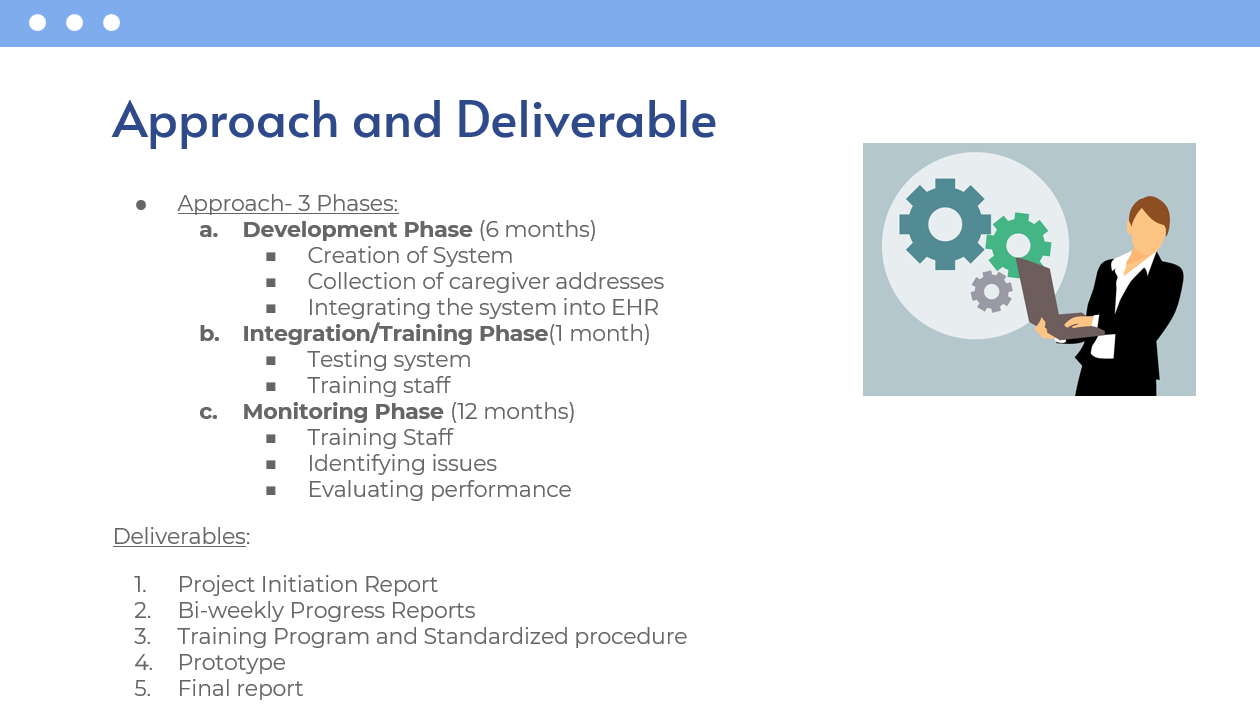 Approach and Deliverable
● Approach- 3 Phases:
a. Development Phase (6 months)
■ Creation of System
■ Collection of caregiver addresses
■ Integrating the system into EHR
b. Integration/Training Phase(1 month)
■ Testing system
■ Training staff
c. Monitoring Phase (12 months)
■ Training Staff
■ Identifying issues
■ Evaluating performance
Deliverables:
1. Project Initiation Report
2. Bi-weekly Progress Reports
3. Training Program and Standardized procedure
4. Prototype
5. Final report